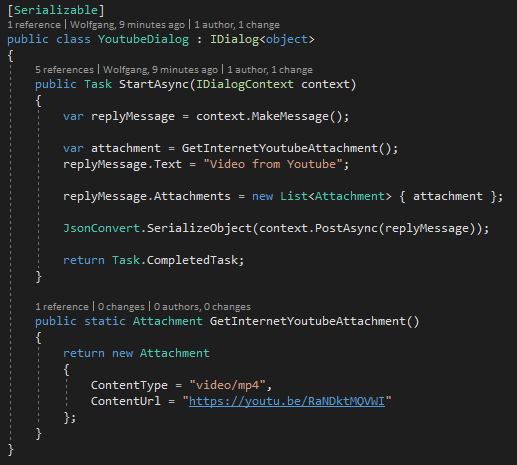 [Serializable]
1 reference | Wolfgang, 9 minutes ago | 1 author, 1 change
public class YoutubeDialog : IDialog<object>
{
5 references | Wolfgang, 9 minutes ago | 1 author, 1 change
public Task StartAsync(IDialogContext context)
{
var replyMessage = context.MakeMessage();
var attachment = GetInternetYoutubeAttachment();
replyMessage.Text = "Video from Youtube";
replyMessage.Attachments = new List<Attachment> { attachment };
JsonConvert.SerializeObject(context.PostAsync(replyMessage));
return Task.CompletedTask;
}
1 reference | 0 changes | 0 authors, 0 changes
public static Attachment GetInternetYoutubeAttachment()
{
return new Attachment
{
ContentType = "video/mp4",
ContentUrl = "https://youtu.be/RaNDktMQVWI"
};
}
}